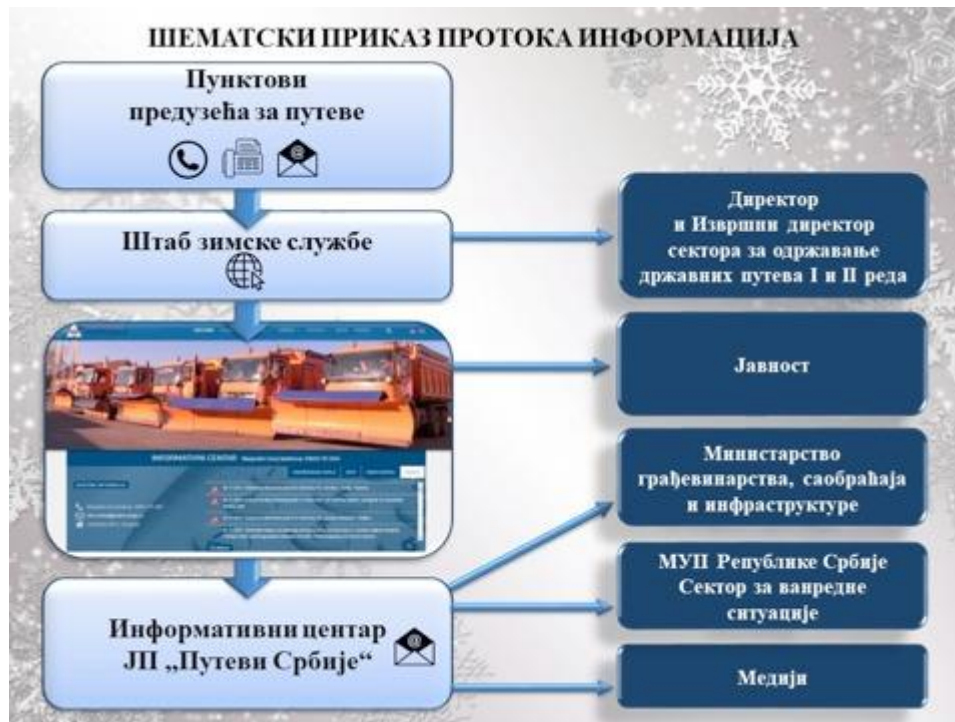 ШЕМАТСКИ ПРИКАЗ ПРОТОКА ИНФОРМАЦИЈА
Пунктови
предузећа за путеве
Штаб зимске службе
INFORMATIVNI CENTAR
Информативни центар
ЈП „Путеви Србије“
Директор
и Извршни директор
сектора за одржавање
државних путева I и II реда
Јавност
Министарство
грађевинарства, саобраћаја
и инфраструктуре
МУП Републике Србије
Сектор за ванредне
ситуације
Медији